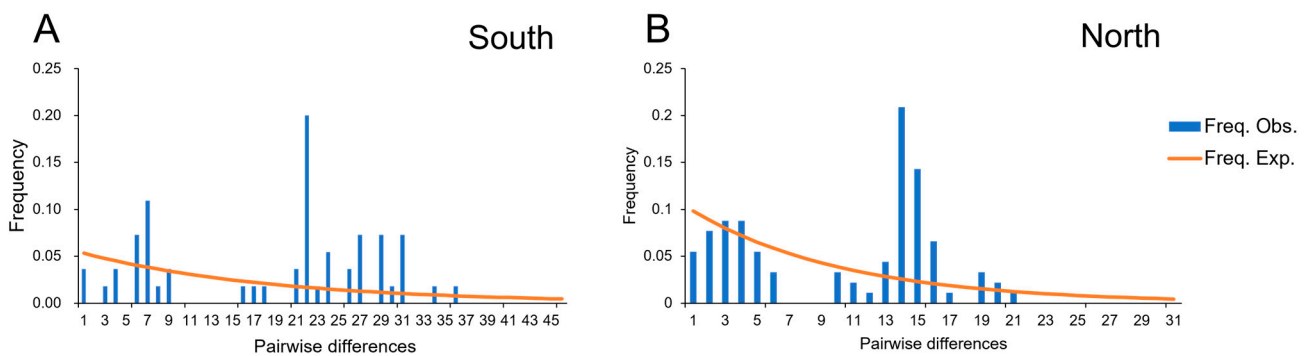 A
South
0.25
0.20
0.15
0.10
0.05
0.00
Frequency
1 3 5 7 9 11 13 15 17 19 21 23 25 27 29 31 33 35 37 39 41 43 45
Pairwise differences
B
North
0.25
0.2
0.15
0.1
0.05
0
Frequency
1 3 5 7 9 11 13 15 17 19 21 23 25 27 29 31
Pairwise differences
Freq. Obs.
Freq. Exp.